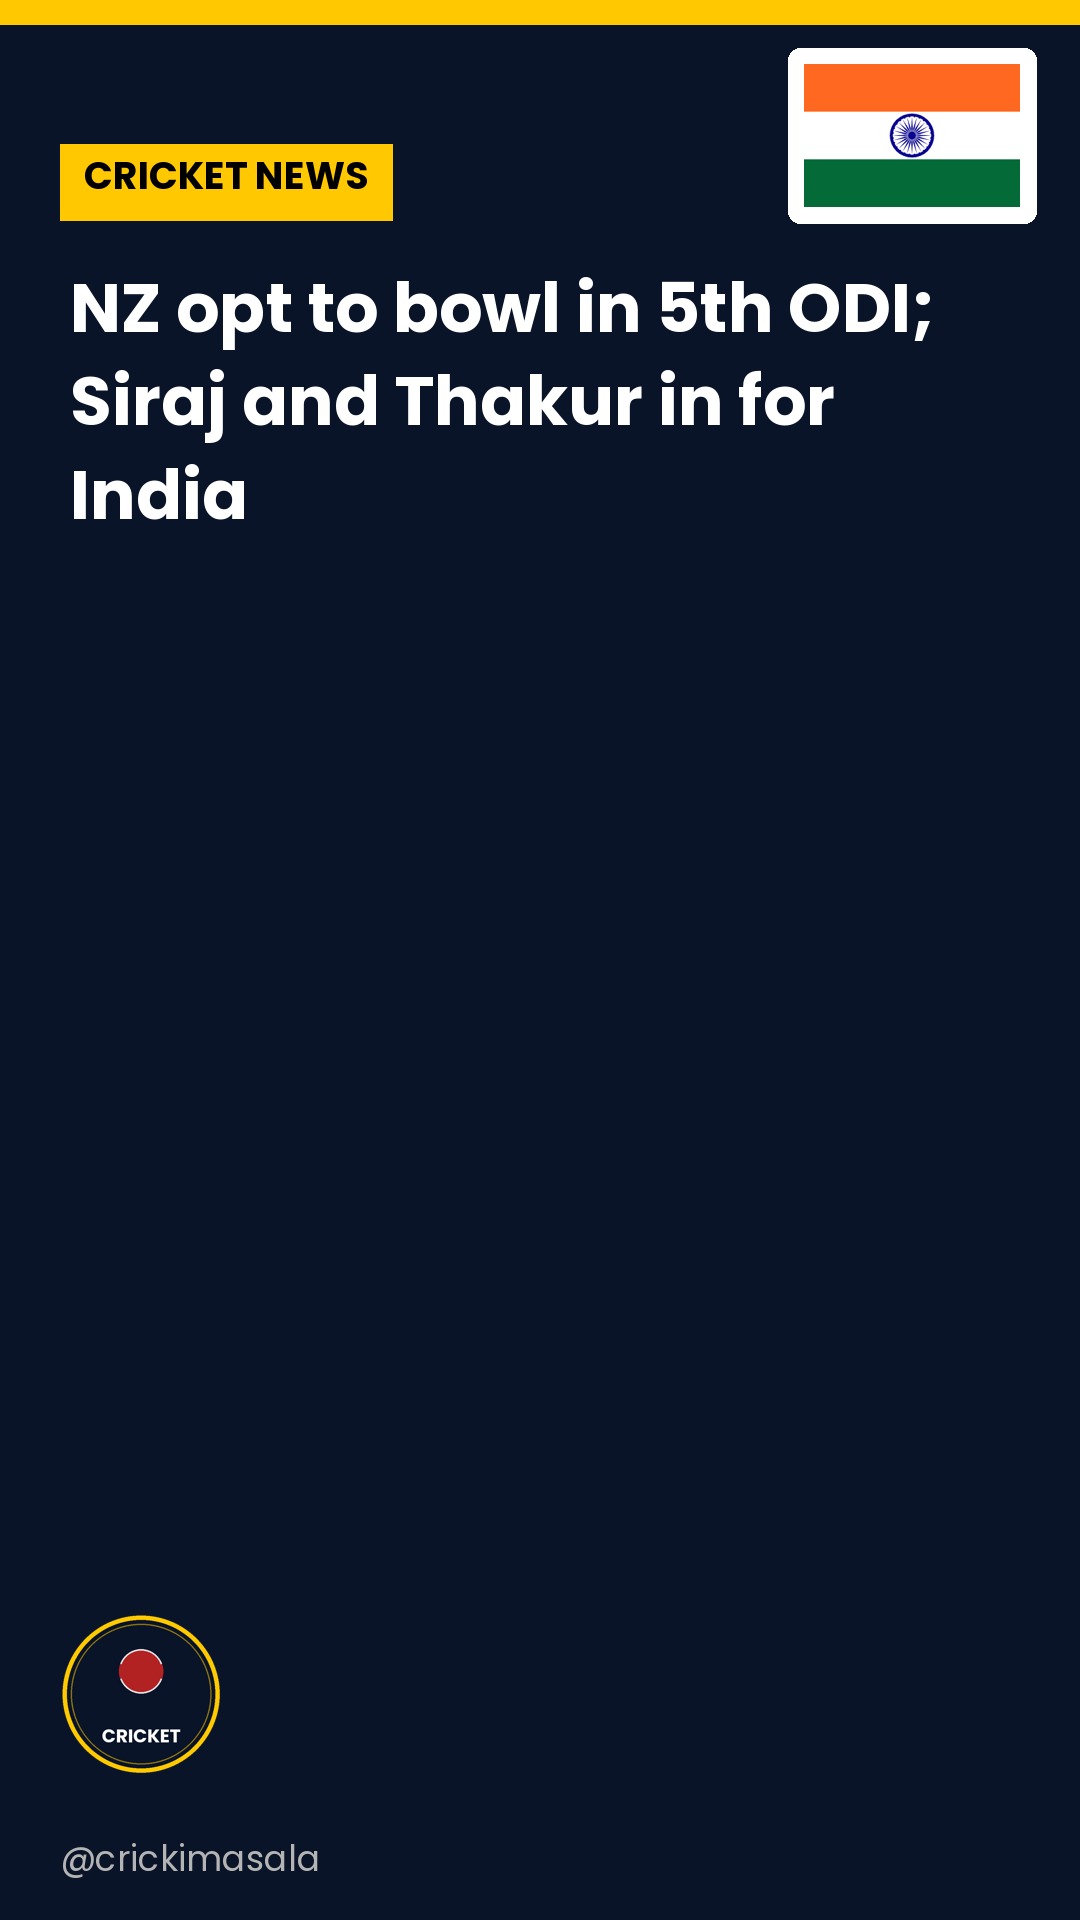 CRICKET NEWS
NZ opt to bowl in 5th ODI;
Siraj and Thakur in for
India
CRICKET
@crickimasala